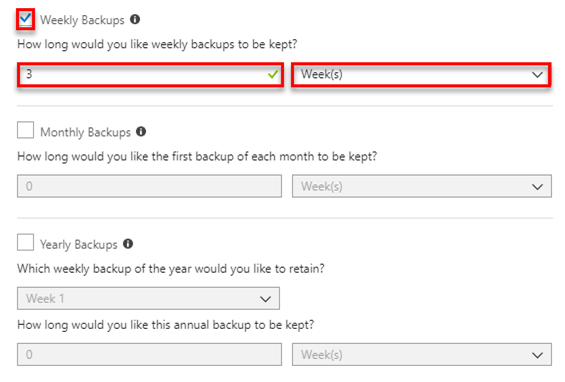 Weekly Backups
How long would you like weekly backups to be kept?
3 Week(s)
Monthly Backups
How long would you like the first backup of each month to be kept?
0 Week(s)
Yearly Backups
Which weekly backup of the year would you like to retain?
Week 1
How long would you like this annual backup to be kept?
0 Week(s)